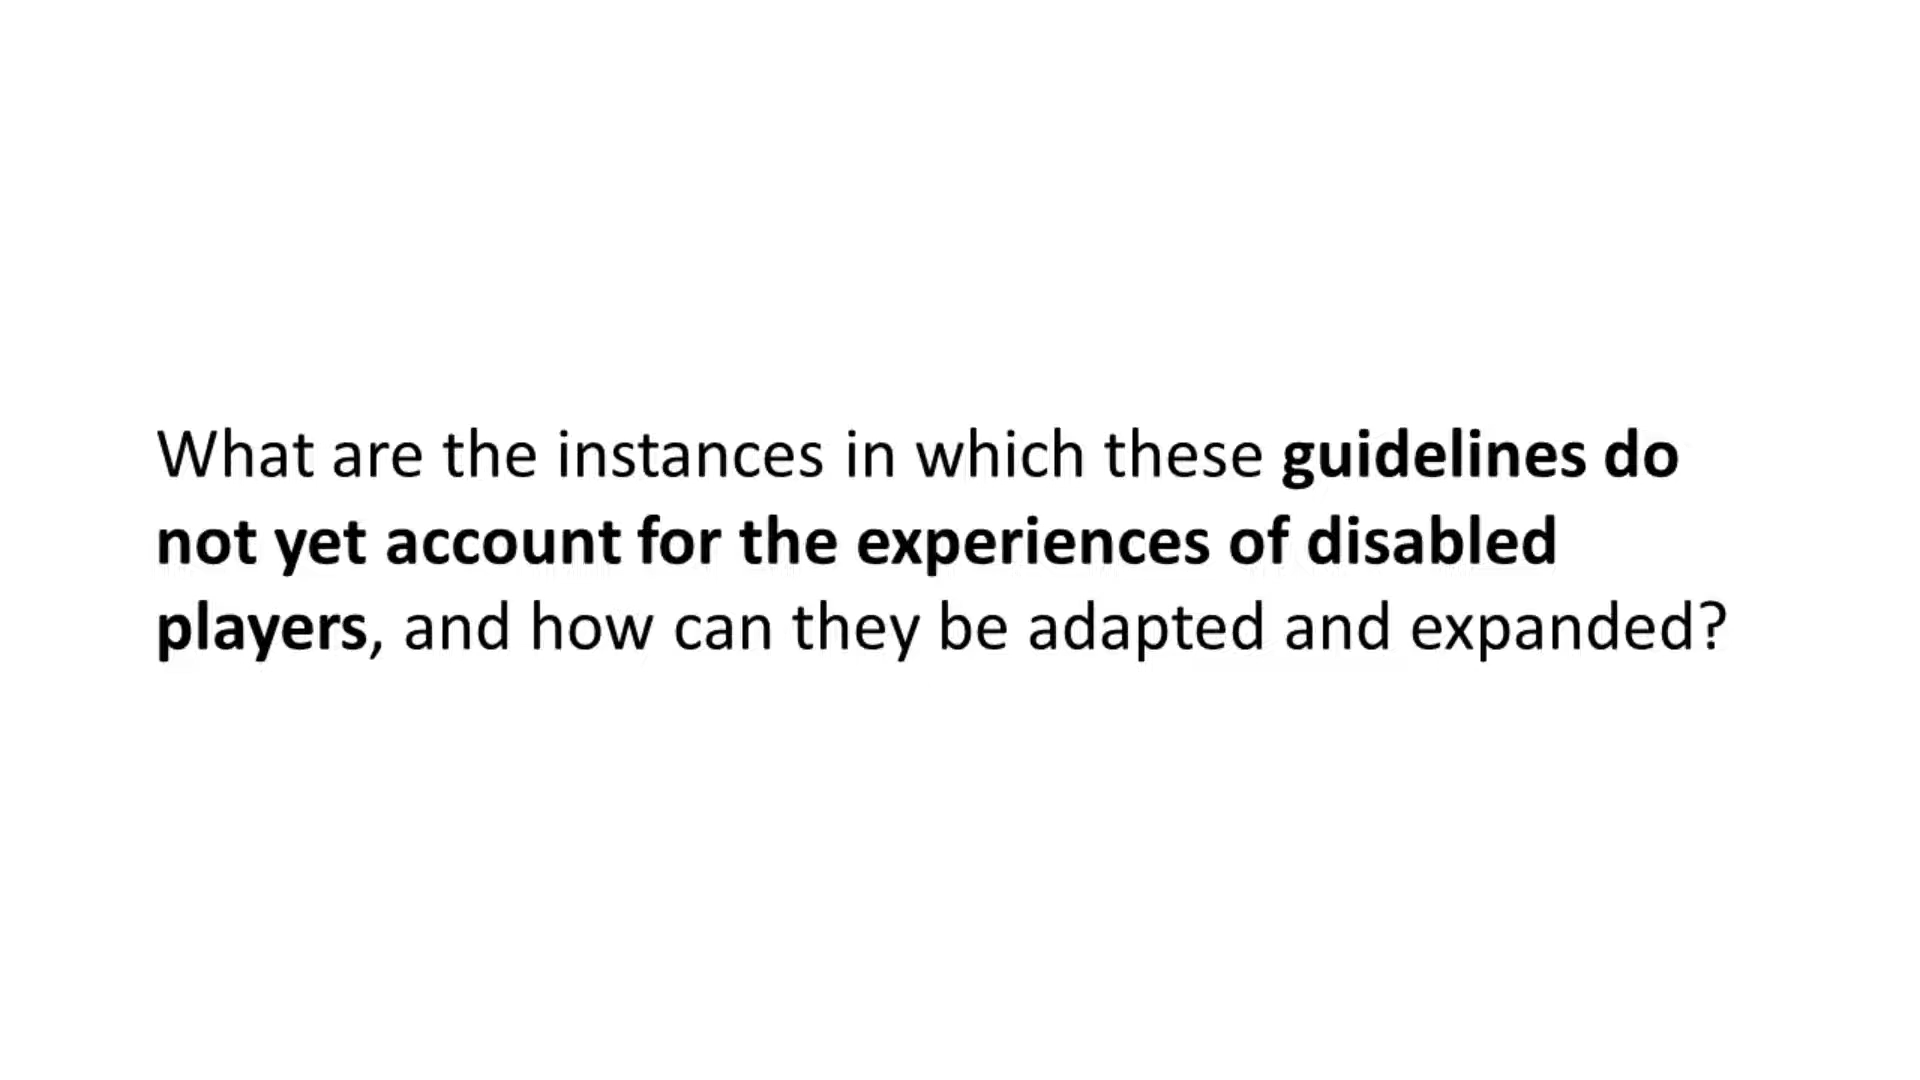 What are the instances in which these guidelines do
not yet account for the experiences of disabled
players, and how can they be adapted and expanded?